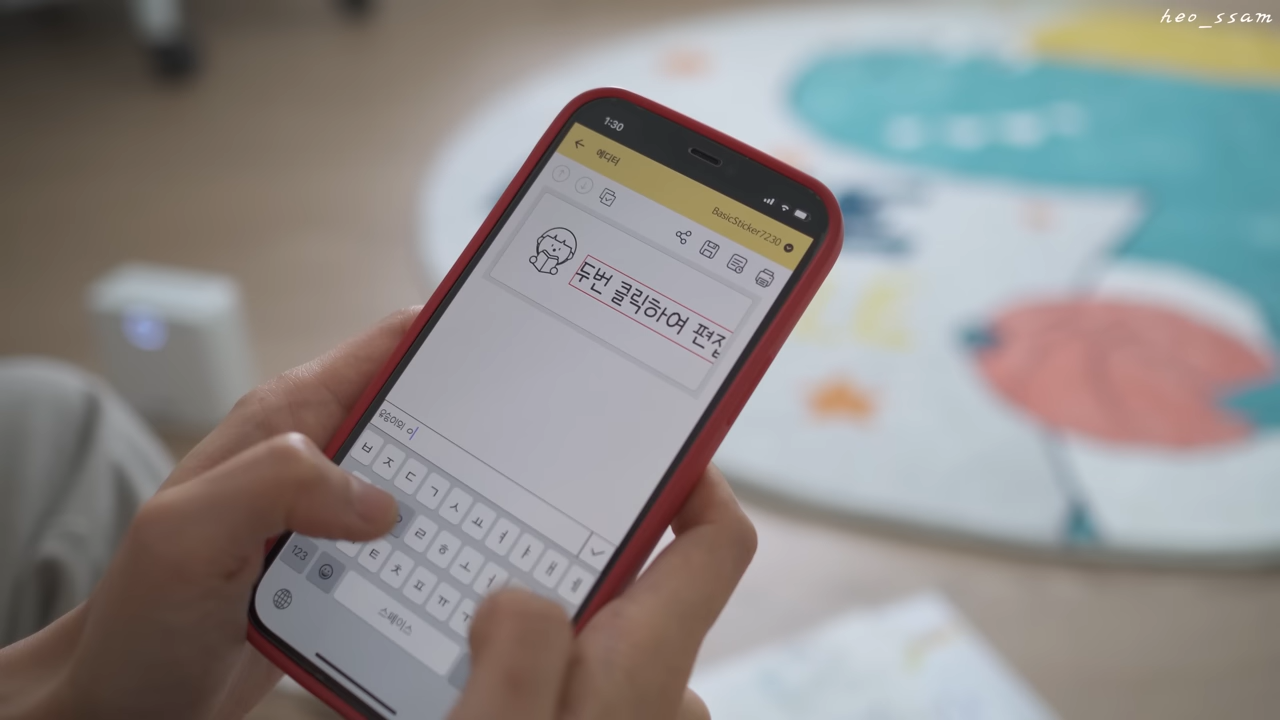 heo_ssam
1:30
에디터
BasicSticker7230
두번 클릭하여 편집
ㅂ ㅈ ㄷ ㄱ ㅅ ㅛ ㅕ ㅑ ㅐ ㅔ
ㄹ ㅎ ㅗ ㅓ
ㅌ ㅊ ㅍ ㅠ ㅜ
123
스페이스